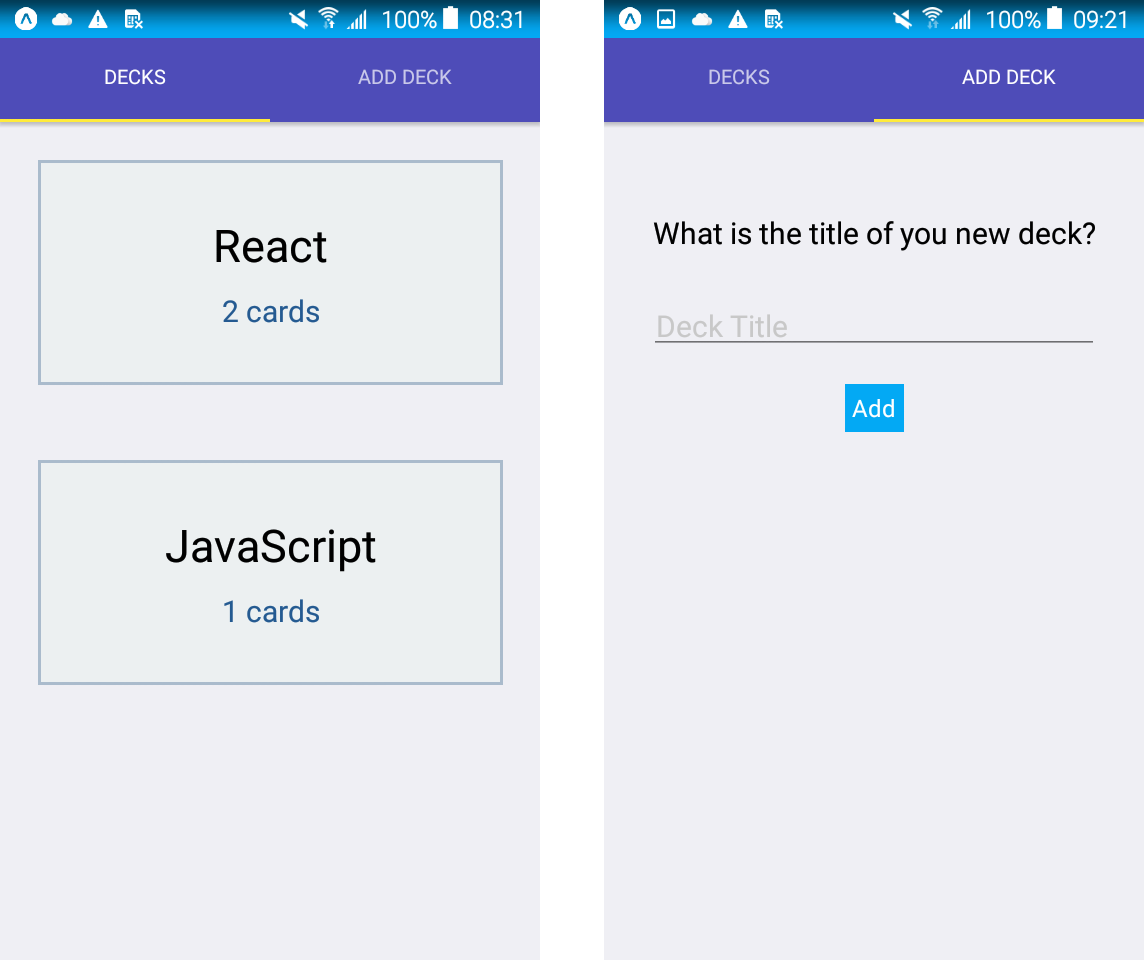 100% 08:31
DECKS ADD DECK
React
2 cards
JavaScript
1 cards
100% 09:21
DECKS ADD DECK
What is the title of you new deck?
Deck Title
Add